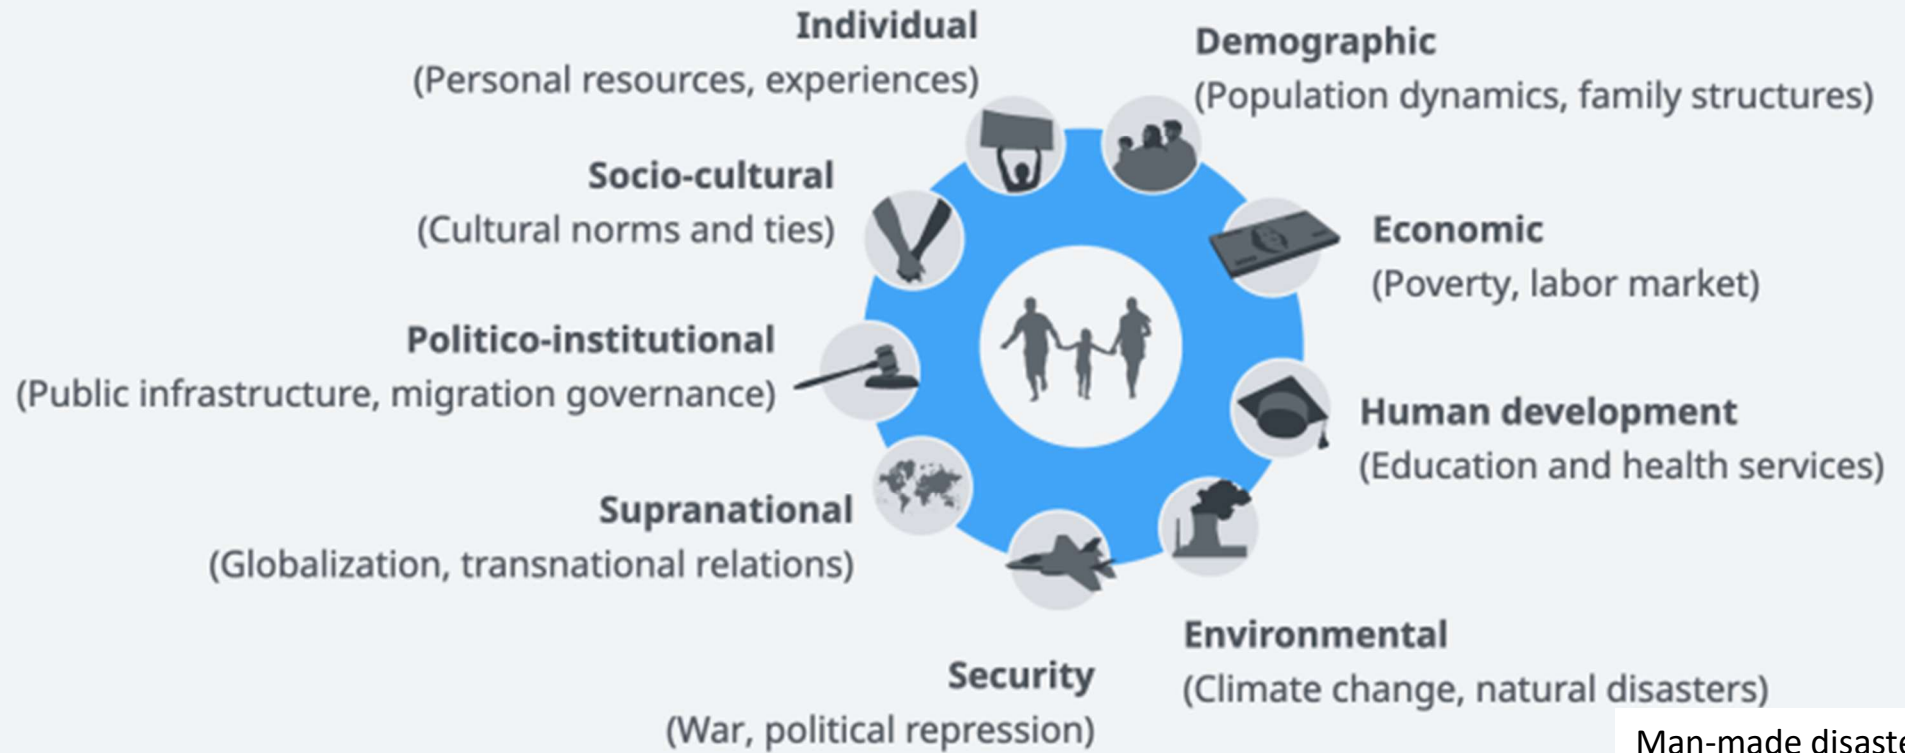 Individual
(Personal resources, experiences)
Demographic
(Population dynamics, family structures)
Socio-cultural
(Cultural norms and ties)
Economic
(Poverty, labor market)
Politico-institutional
(Public infrastructure, migration governance)
Human development
(Education and health services)
Supranational
(Globalization, transnational relations)
Environmental
(Climate change, natural disasters)
Security
(War, political repression)
Man-made